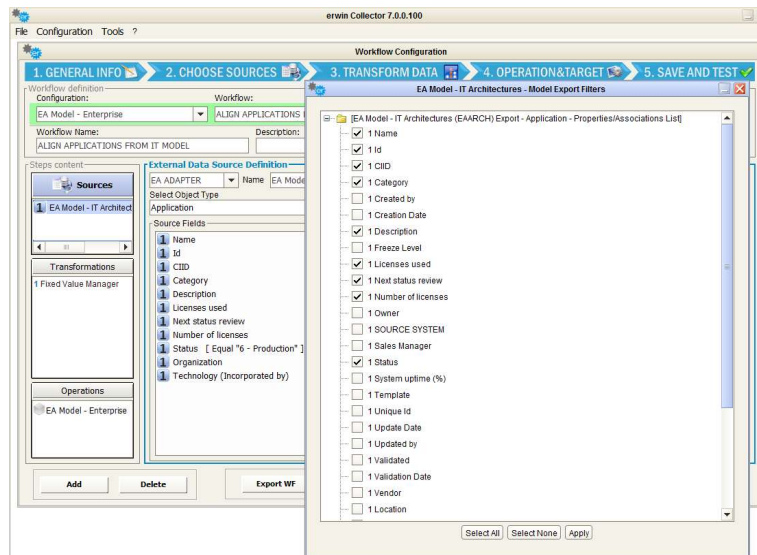 erwin Collector 7.0.0.100
File Configuration Tools ?
Workflow Configuration
1. GENERAL INFO 2. CHOOSE SOURCES 3. TRANSFORM DATA 4. OPERATION&TARGET 5. SAVE AND TEST
Workflow definition
Configuration: Workflow:
EA Model - Enterprise ALIGN APPLICATIONS
Workflow Name: Description:
ALIGN APPLICATIONS FROM IT MODEL
Steps content
Sources
1 EA Model - IT Architect
Transformations
1 Fixed Value Manager
Operations
EA Model - Enterprise
External Data Source Definition
EA ADAPTER Name EA Mode
Select Object Type
Application
Source Fields
1 Name
1 Id
1 CIID
1 Category
1 Description
1 Licenses used
1 Next status review
1 Number of licenses
1 Status [ Equal "6 - Production" ]
1 Organization
1 Technology (Incorporated by)
Add Delete Export WF
EA Model - IT Architectures - Model Export Filters
[EA Model - IT Architectures (EAARCH) Export - Application - Properties/Associations List]
1 Name
1 Id
1 CIID
1 Category
1 Created by
1 Creation Date
1 Description
1 Freeze Level
1 Licenses used
1 Next status review
1 Number of licenses
1 Owner
1 SOURCE SYSTEM
1 Sales Manager
1 Status
1 System uptime (%)
1 Template
1 Unique Id
1 Update Date
1 Updated by
1 Validated
1 Validation Date
1 Vendor
1 Location
Select All Select None Apply